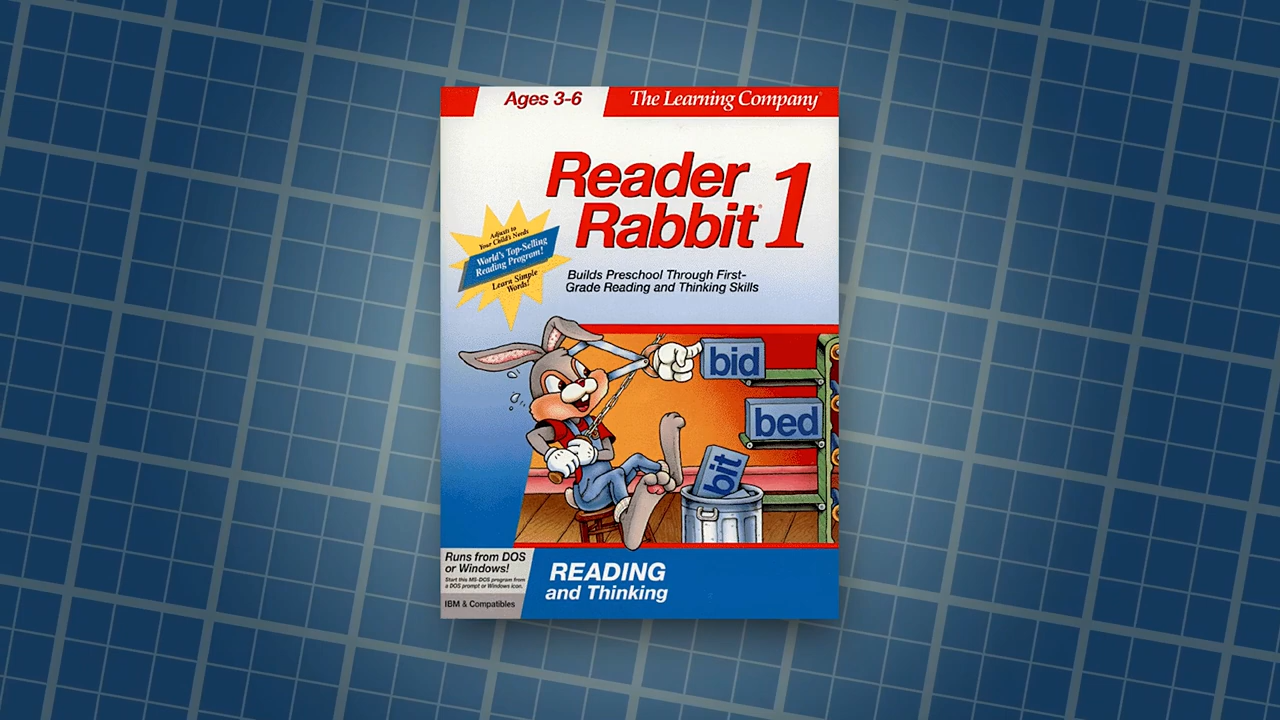 Ages 3-6
The Learning Company®
Reader
Rabbit® 1
Adjusts to
Your Child's Needs
World's Top-Selling
Reading Program!
Learn Simple
Words!
Builds Preschool Through First-
Grade Reading and Thinking Skills
bid
bed
bit
Runs from DOS
or Windows!
Start this MS-DOS program from
a DOS prompt or Windows icon.
IBM & Compatibles
READING
and Thinking